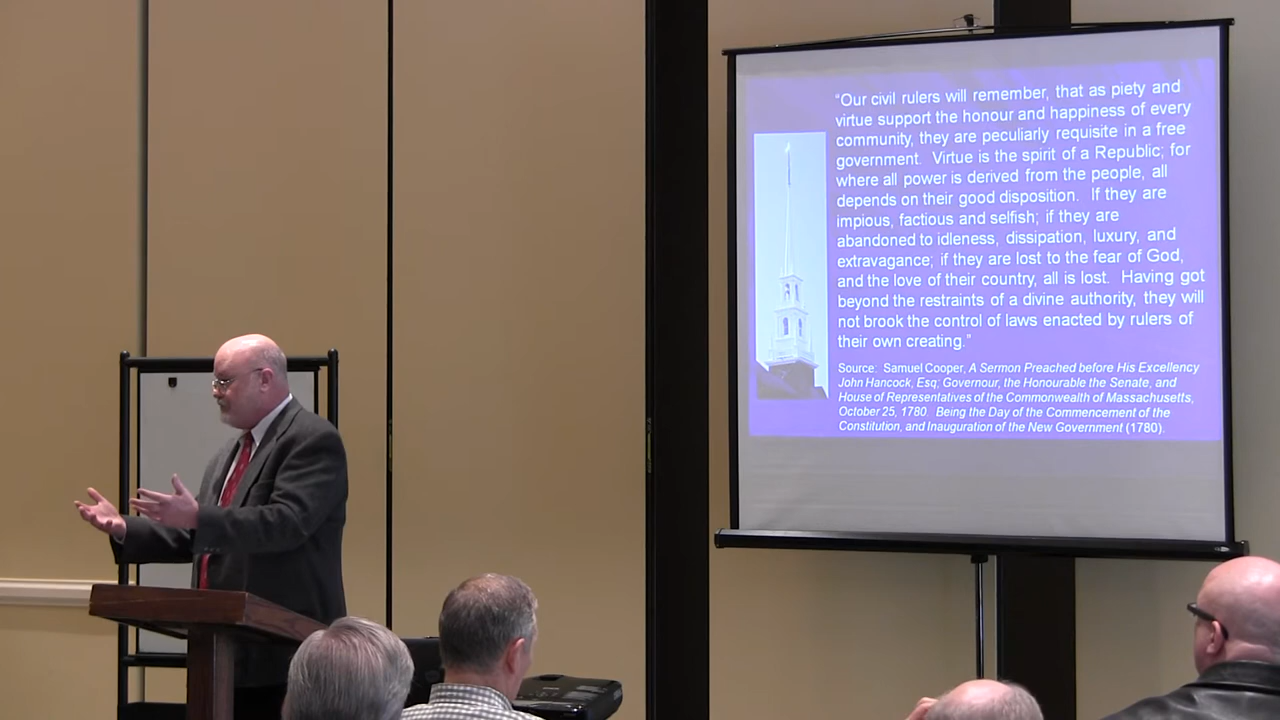 “Our civil rulers will remember, that as piety and
virtue support the honour and happiness of every
community, they are peculiarly requisite in a free
government.  Virtue is the spirit of a Republic; for
where all power is derived from the people, all
depends on their good disposition.  If they are
impious, factious and selfish; if they are
abandoned to idleness, dissipation, luxury, and
extravagance; if they are lost to the fear of God,
and the love of their country, all is lost.  Having got
beyond the restraints of a divine authority, they will
not brook the control of laws enacted by rulers of
their own creating.”
Source:  Samuel Cooper, A Sermon Preached before His Excellency
John Hancock, Esq; Governour, the Honourable the Senate, and
House of Representatives of the Commonwealth of Massachusetts,
October 25, 1780.  Being the Day of the Commencement of the
Constitution, and Inauguration of the New Government (1780).